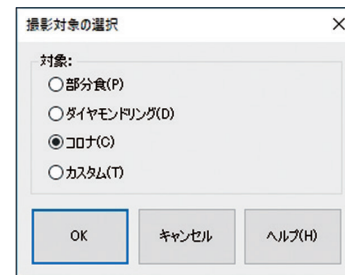 撮影対象の選択
対象:
部分食(P)
ダイヤモンドリング(D)
コロナ(C)
カスタム(T)
OK キャンセル ヘルプ(H)